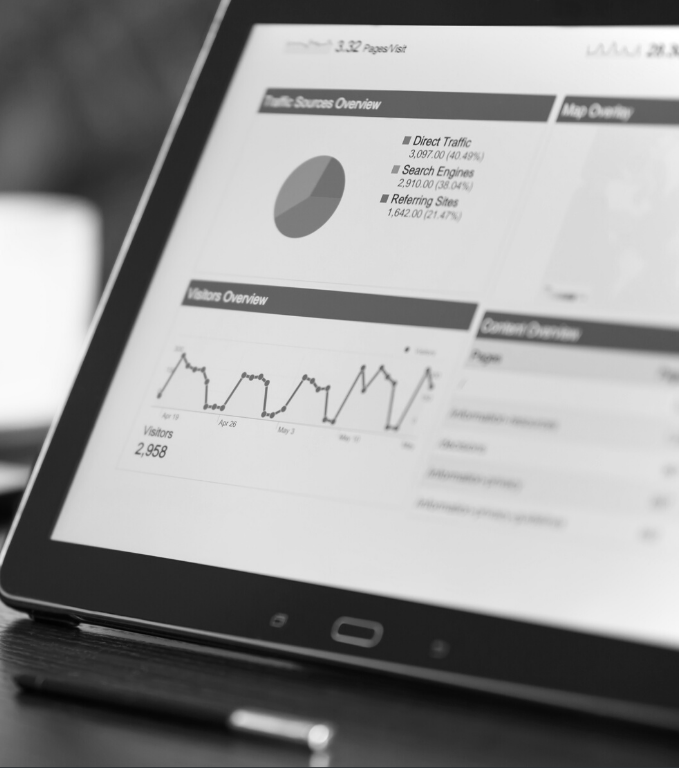 3.32 Pages/Visit
Traffic Sources Overview
Map Overlay
Direct Traffic
3,097.00 (40.49%)
Search Engines
2,910.00 (38.04%)
Referring Sites
1,642.00 (21.47%)
Visitors Overview
Content Overview
Pages
Apr 19
Apr 26
May 3
May 10
Visitors
2,958